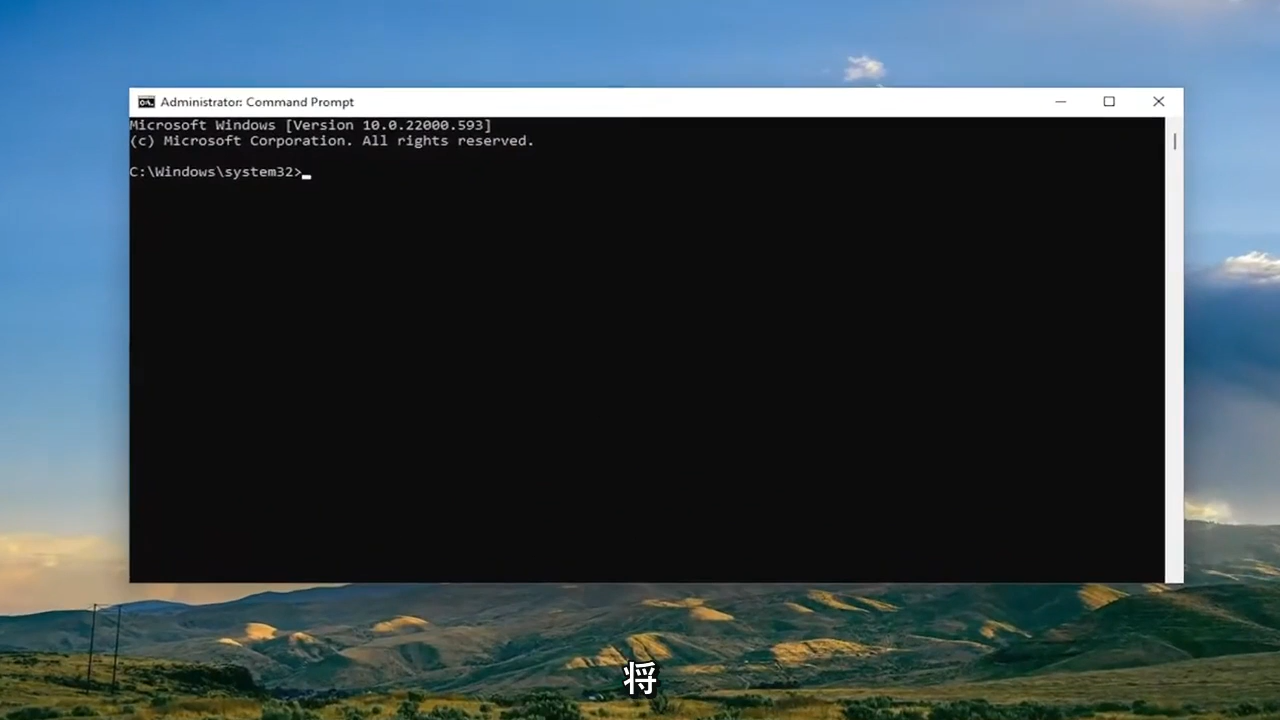 Administrator: Command Prompt
Microsoft Windows [Version 10.0.22000.593]
(c) Microsoft Corporation. All rights reserved.
C:\Windows\system32>
将